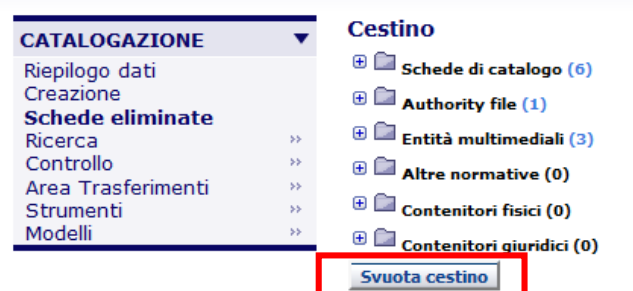 CATALOGAZIONE
Riepilogo dati
Creazione
Schede eliminate
Ricerca
Controllo
Area Trasferimenti
Strumenti
Modelli
Cestino
Schede di catalogo (6)
Authority file (1)
Entità multimediali (3)
Altre normative (0)
Contenitori fisici (0)
Contenitori giuridici (0)
Svuota cestino